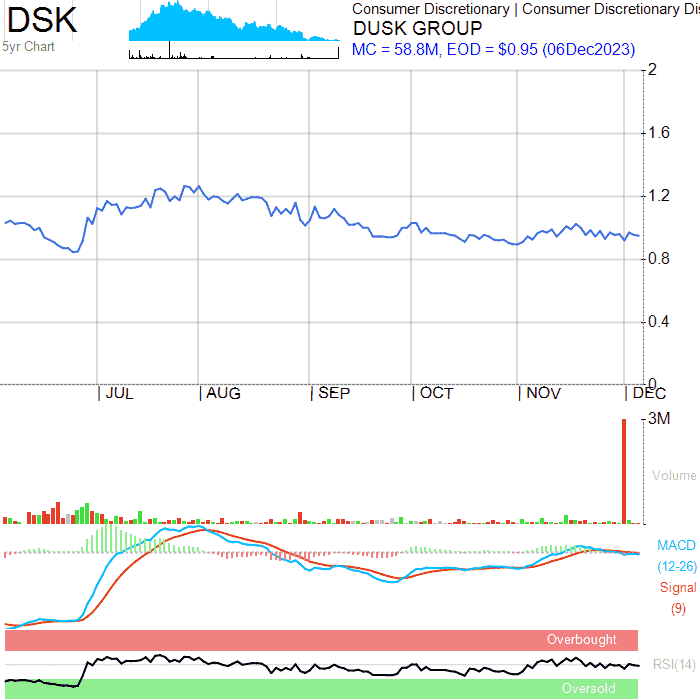 DSK
5yr Chart
Consumer Discretionary | Consumer Discretionary Dis
DUSK GROUP
MC = 58.8M, EOD = $0.95 (06Dec2023)
2
1.6
1.2
0.8
0.4
0
| JUL | AUG | SEP | OCT | NOV | DEC
3M
Volume
MACD
(12-26)
Signal
(9)
Overbought
RSI(14)
Oversold